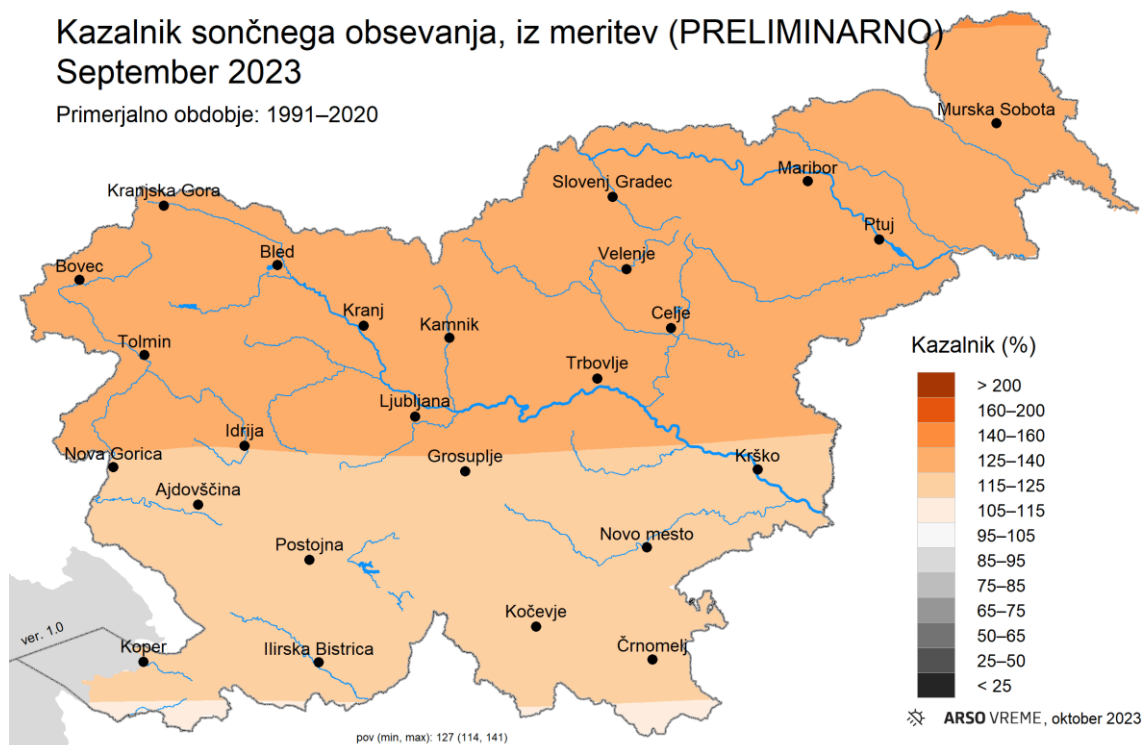 Kazalnik sončnega obsevanja, iz meritev (PRELIMINARNO)
September 2023
Primerjalno obdobje: 1991–2020
Murska Sobota
Maribor
Slovenj Gradec
Kranjska Gora
Ptuj
Bled
Velenje
Bovec
Kranj
Kamnik
Celje
Tolmin
Trbovlje
Ljubljana
Idrija
Nova Gorica
Grosuplje
Krško
Ajdovščina
Novo mesto
Postojna
Kočevje
ver. 1.0
Koper
Ilirska Bistrica
Črnomelj
Kazalnik (%)
> 200
160–200
140–160
125–140
115–125
105–115
95–105
85–95
75–85
65–75
50–65
25–50
< 25
ARSO VREME, oktober 2023
pov (min, max): 127 (114, 141)